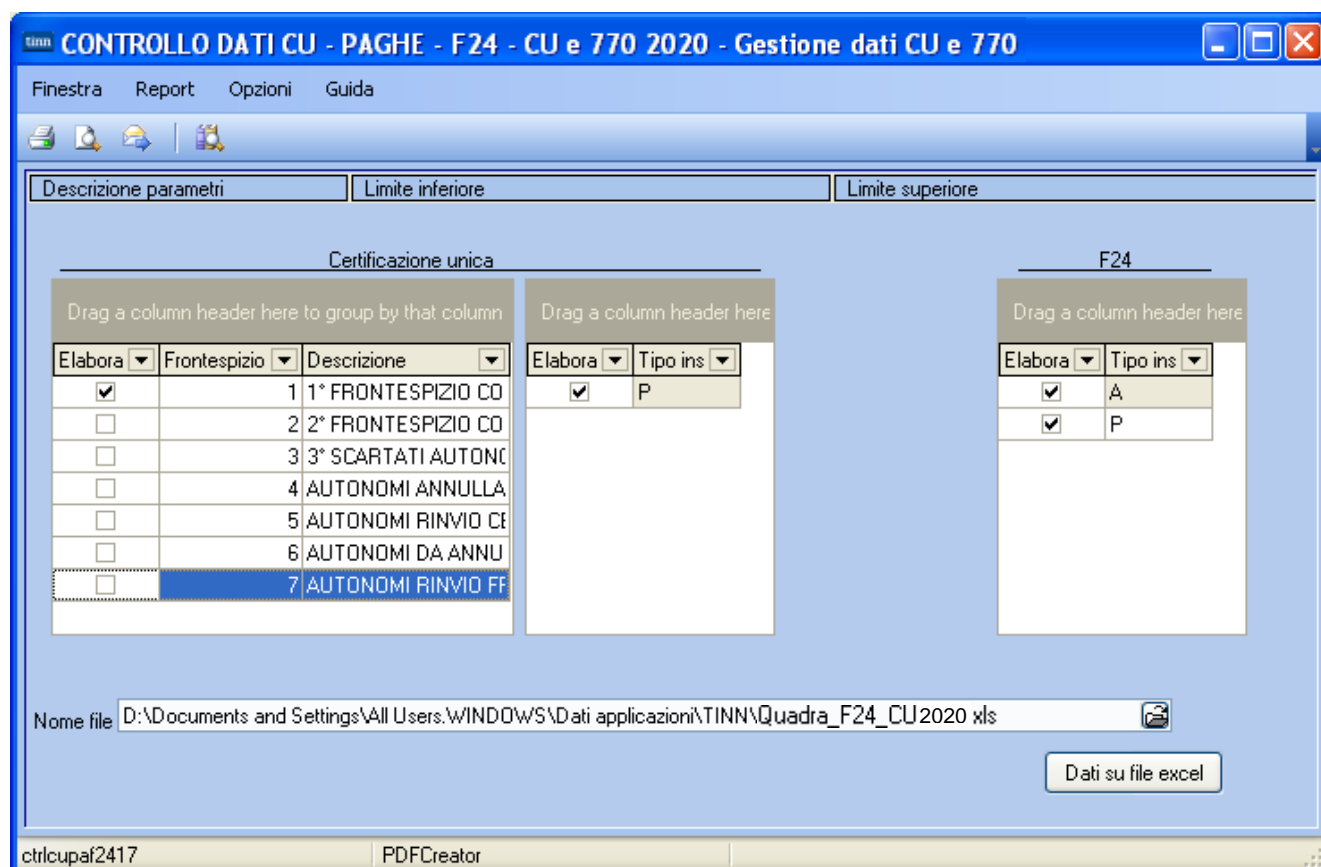 tinn CONTROLLO DATI CU - PAGHE - F24 - CU e 770 2020 - Gestione dati CU e 770
Finestra Report Opzioni Guida
Descrizione parametri Limite inferiore Limite superiore
Certificazione unica F24
Drag a column header here to group by that column Drag a column header here Drag a column header here
Elabora Frontespizio Descrizione Elabora Tipo ins Elabora Tipo ins
1 1° FRONTESPIZIO CO P A
2 2° FRONTESPIZIO CO P
3 3° SCARTATI AUTONO
4 AUTONOMI ANNULLA
5 AUTONOMI RINVIO CE
6 AUTONOMI DA ANNU
7 AUTONOMI RINVIO FF
Nome file D:\Documents and Settings\All Users.WINDOWS\Dati applicazioni\TINN\Quadra_F24_CU2020 xls
Dati su file excel
ctrlcupaf2417 PDFCreator